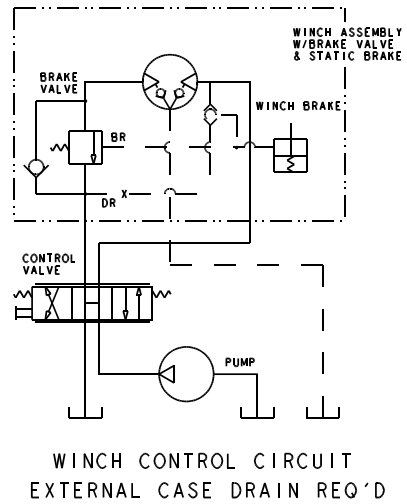 WINCH ASSEMBLY
W/BRAKE VALVE
& STATIC BRAKE
BRAKE
VALVE
WINCH BRAKE
BR
X
DR
CONTROL
VALVE
PUMP
WINCH CONTROL CIRCUIT
EXTERNAL CASE DRAIN REQ'D